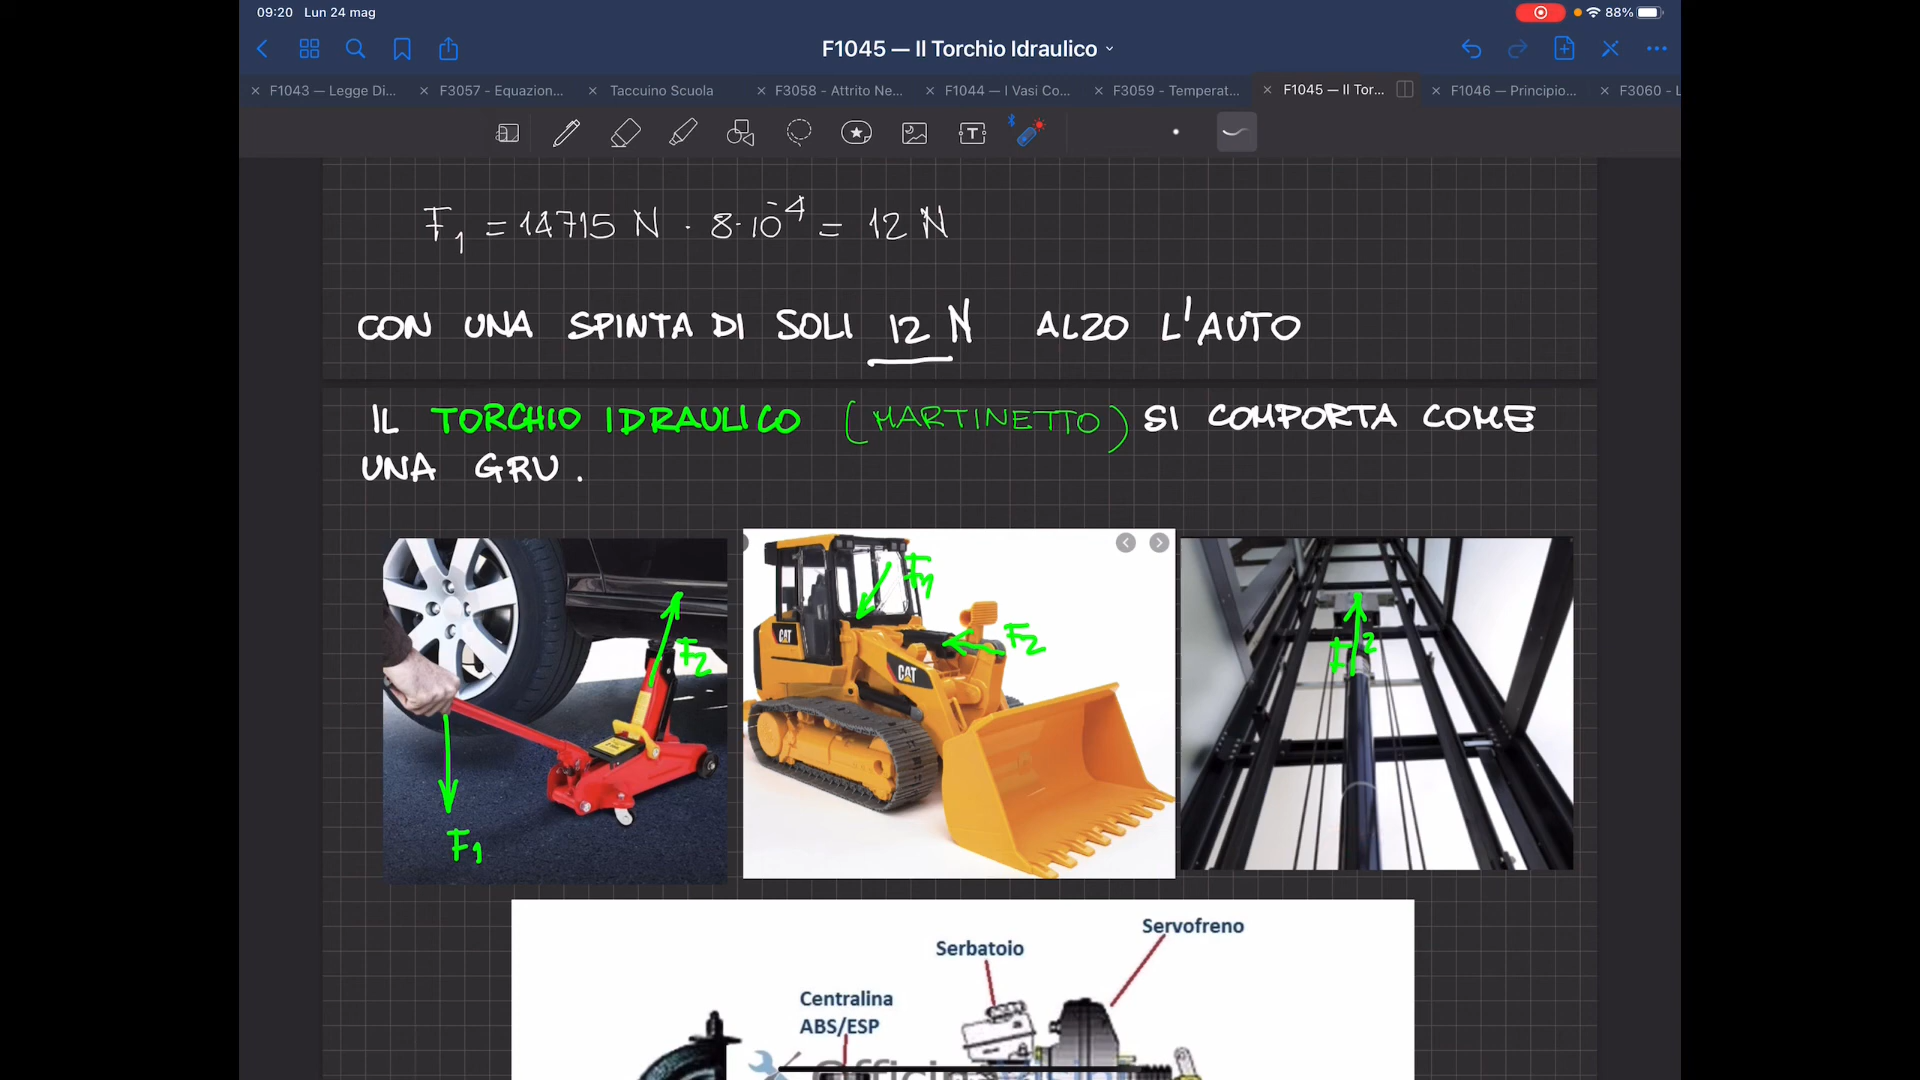 09:20 Lun 24 mag
88%
F1045 — Il Torchio Idraulico
F1043 — Legge Di...
F3057 - Equazion...
Taccuino Scuola
F3058 - Attrito Ne...
F1044 — I Vasi Co...
F3059 - Temperat...
F1045 — Il Tor...
F1046 — Principio...
F3060 - L
F1 = 14715 N · 8·10⁻⁴ = 12 N
CON UNA SPINTA DI SOLI 12 N ALZO L'AUTO
IL TORCHIO IDRAULICO (MARTINETTO) SI COMPORTA COME
UNA GRU.
F1
F2
F1
F2
F2
CAT
CAT
Servofreno
Serbatoio
Centralina
ABS/ESP